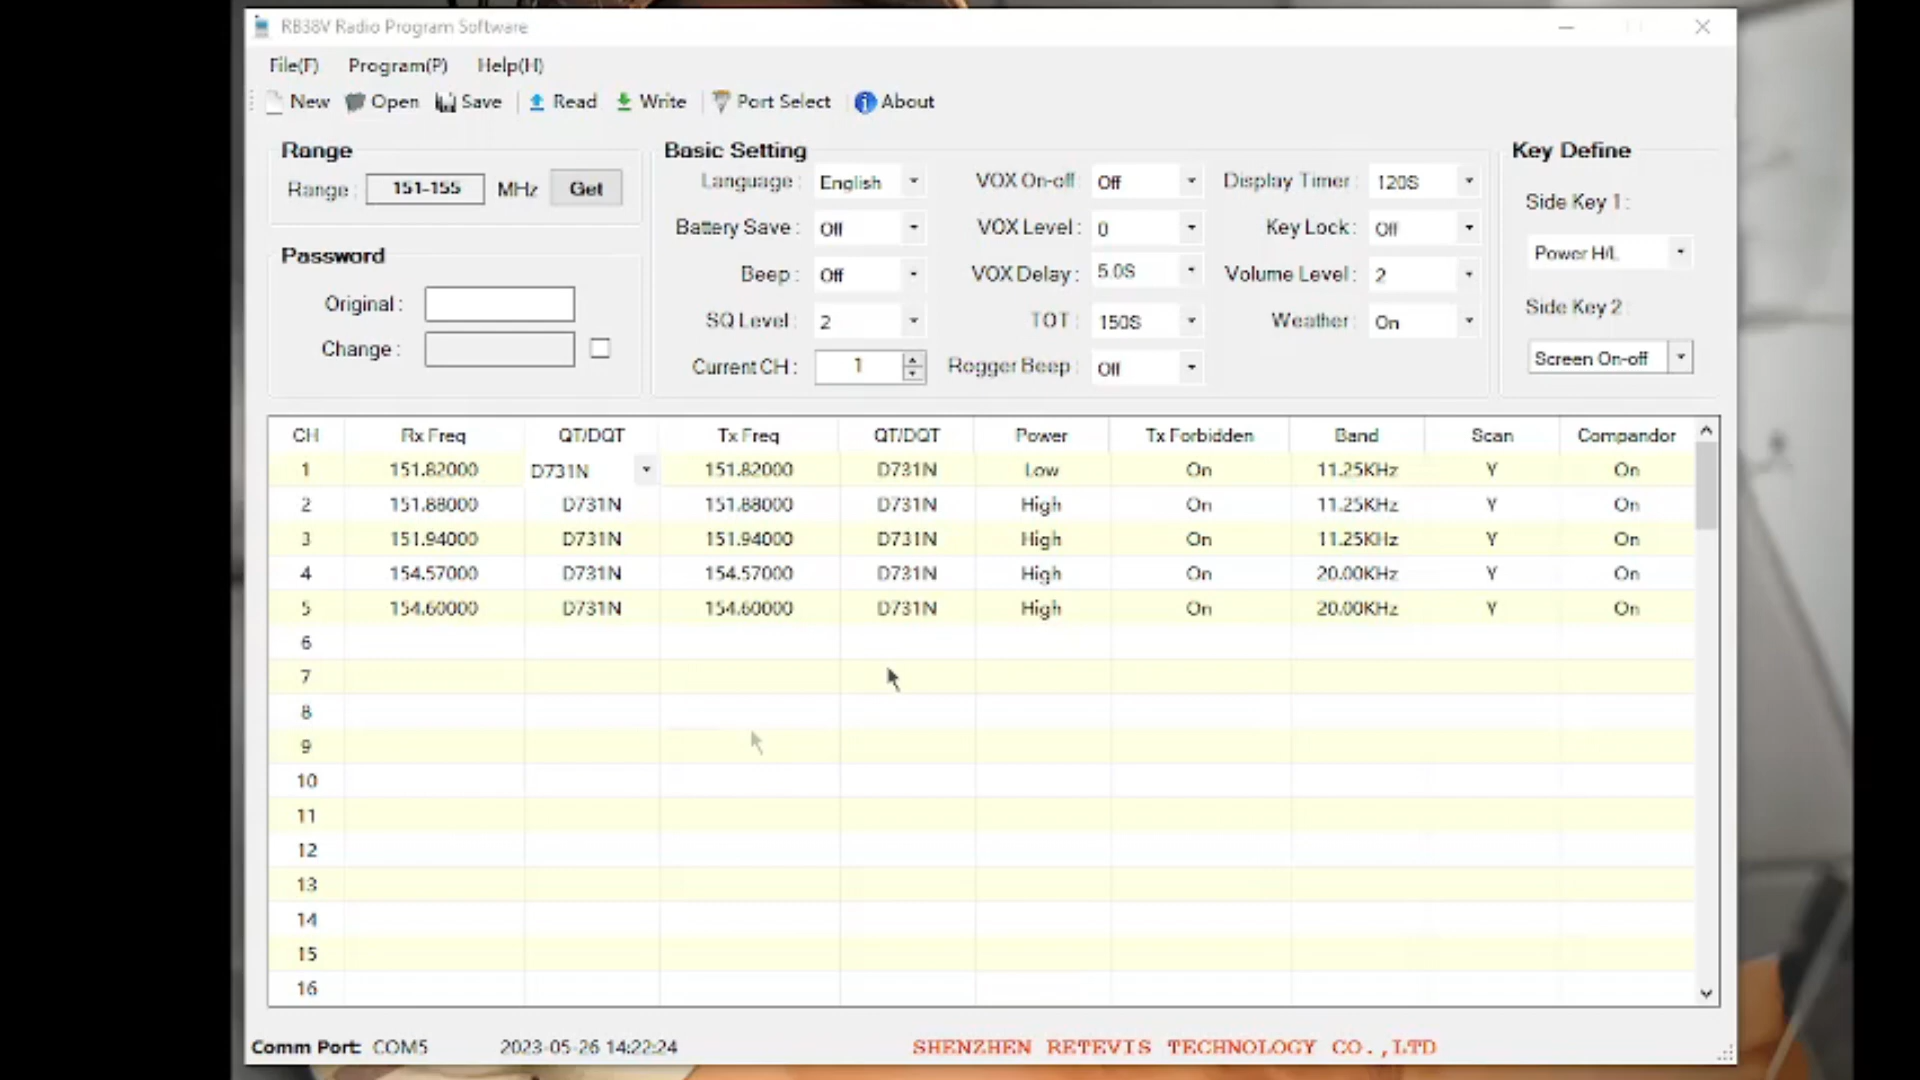 RB38V Radio Program Software
File(F) Program(P) Help(H)
New Open Save Read Write Port Select About
Range
Range : 151-155 MHz Get
Password
Original :
Change :
Basic Setting
Language : English
Battery Save : Off
Beep : Off
SQ Level : 2
Current CH : 1
VOX On-off : Off
VOX Level : 0
VOX Delay : 5.0S
TOT : 150S
Rogger Beep : Off
Display Timer : 120S
Key Lock : Off
Volume Level : 2
Weather : On
Key Define
Side Key 1 :
Power H/L
Side Key 2
Screen On-off
CH Rx Freq QT/DQT Tx Freq QT/DQT Power Tx Forbidden Band Scan Compandor
1 151.82000 D731N 151.82000 D731N Low On 11.25KHz Y On
2 151.88000 D731N 151.88000 D731N High On 11.25KHz Y On
3 151.94000 D731N 151.94000 D731N High On 11.25KHz Y On
4 154.57000 D731N 154.57000 D731N High On 20.00KHz Y On
5 154.60000 D731N 154.60000 D731N High On 20.00KHz Y On
6
7
8
9
10
11
12
13
14
15
16
Comm Port: COM5 2023-05-26 14:22:24 SHENZHEN RETEVIS TECHNOLOGY CO.,LTD